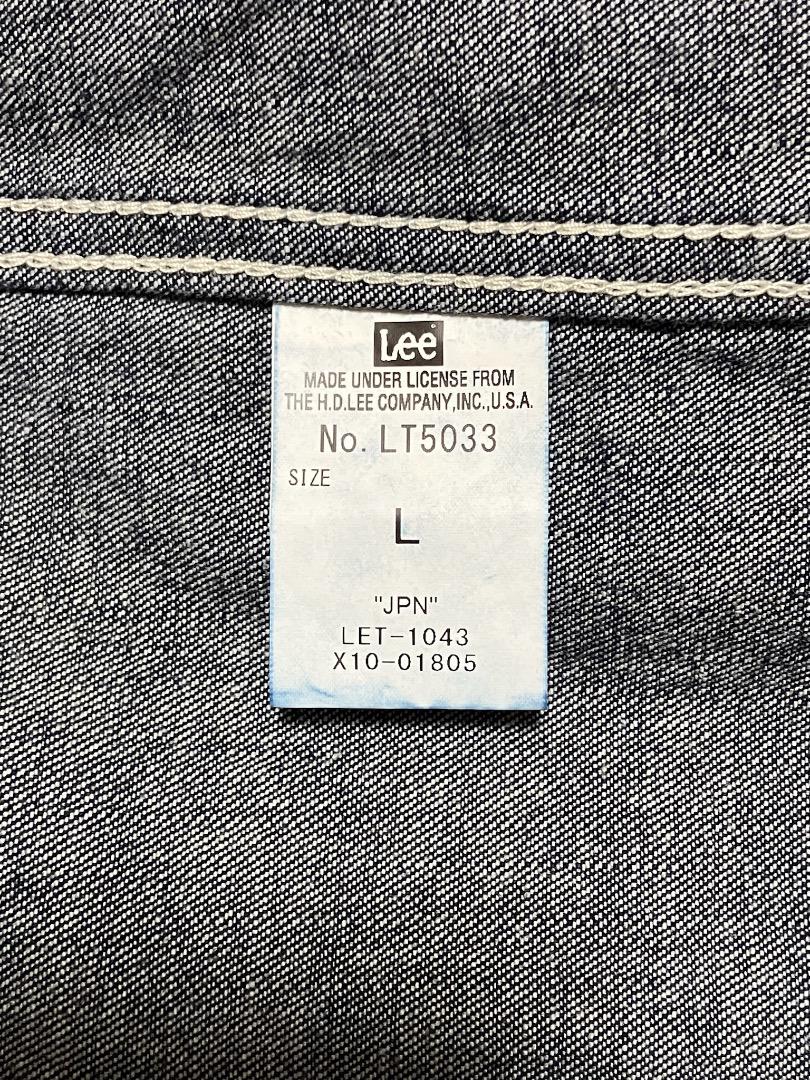 Lee
MADE UNDER LICENSE FROM
THE H.D.LEE COMPANY,INC.,U.S.A.
No. LT5033
SIZE
L
"JPN"
LET-1043
X10-01805